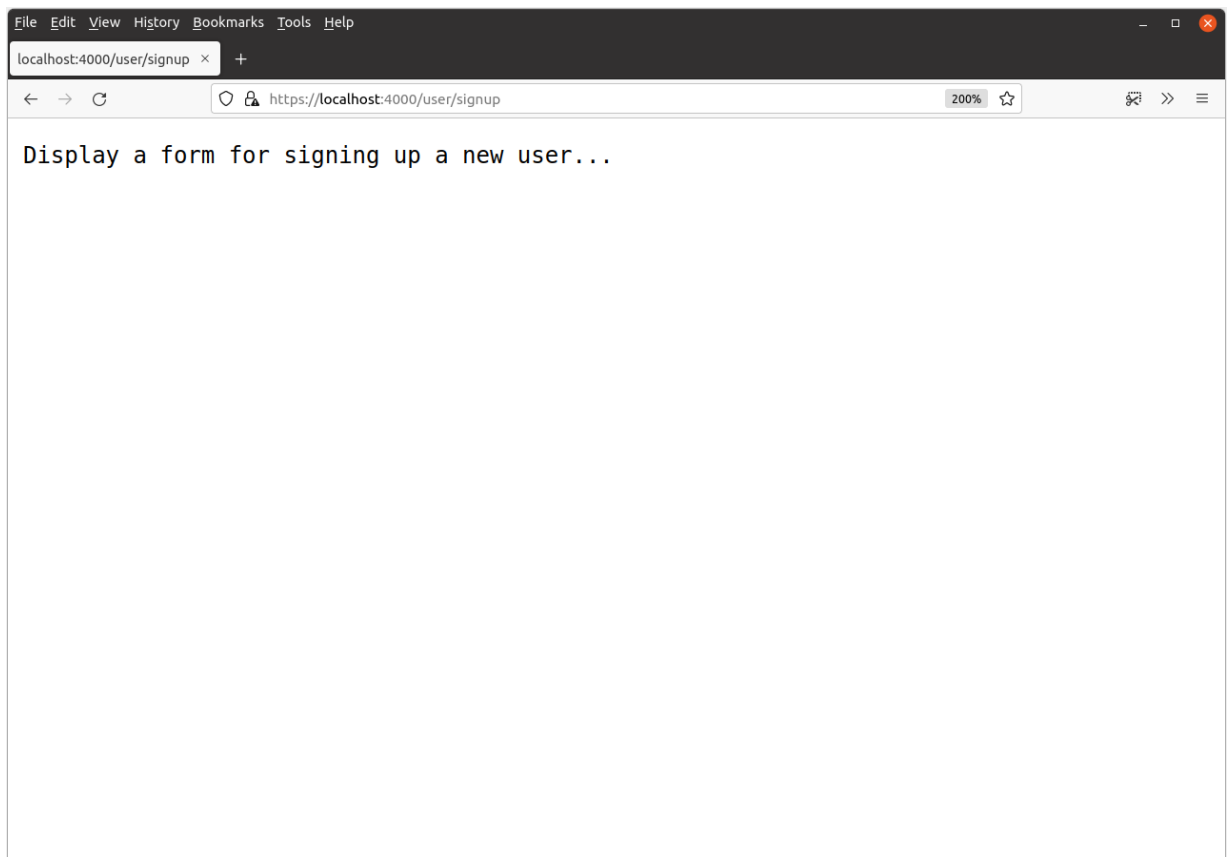 File Edit View History Bookmarks Tools Help
localhost:4000/user/signup
https://localhost:4000/user/signup 200%
Display a form for signing up a new user...